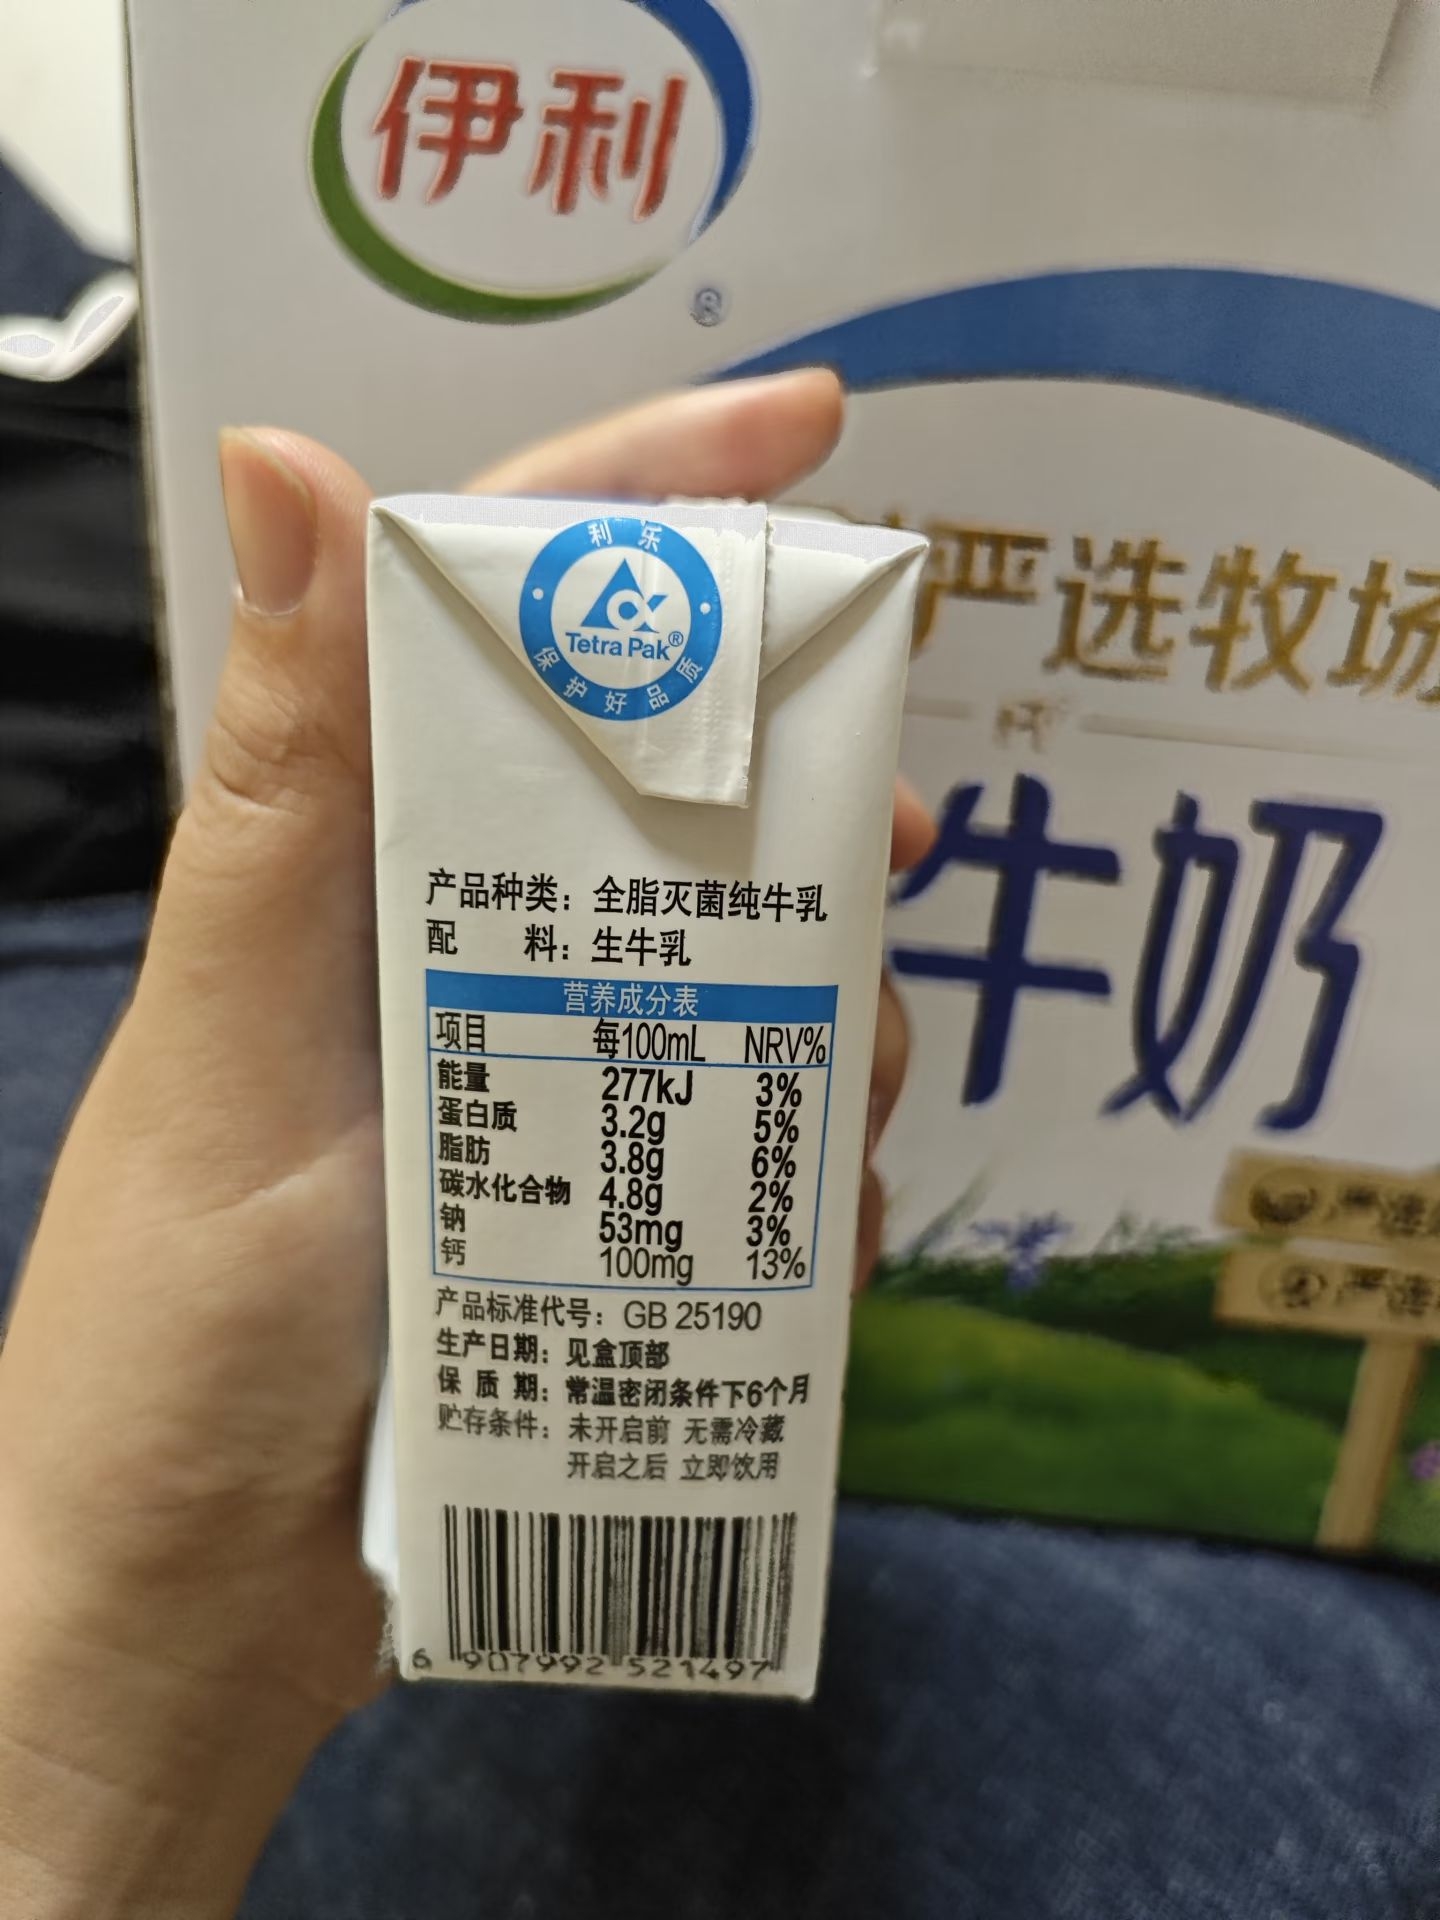 伊利
®
严选牧场
牛奶
利乐
Tetra Pak®
保护好品质
产品种类：全脂灭菌纯牛乳
配料：生牛乳
营养成分表
项目 每100mL NRV%
能量 277kJ 3%
蛋白质 3.2g 5%
脂肪 3.8g 6%
碳水化合物 4.8g 2%
钠 53mg 3%
钙 100mg 13%
产品标准代号：GB 25190
生产日期：见盒顶部
保质期：常温密闭条件下6个月
贮存条件：未开启前 无需冷藏
开启之后 立即饮用
6 907992 521497